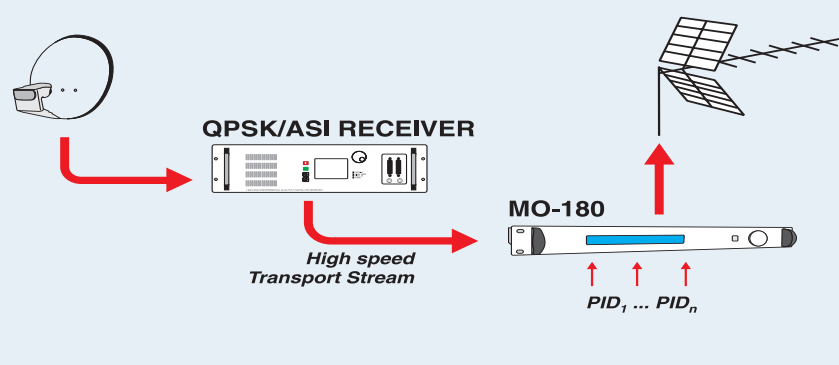 QPSK/ASI RECEIVER
MO-180
High speed
Transport Stream
PID₁ ... PIDₙ